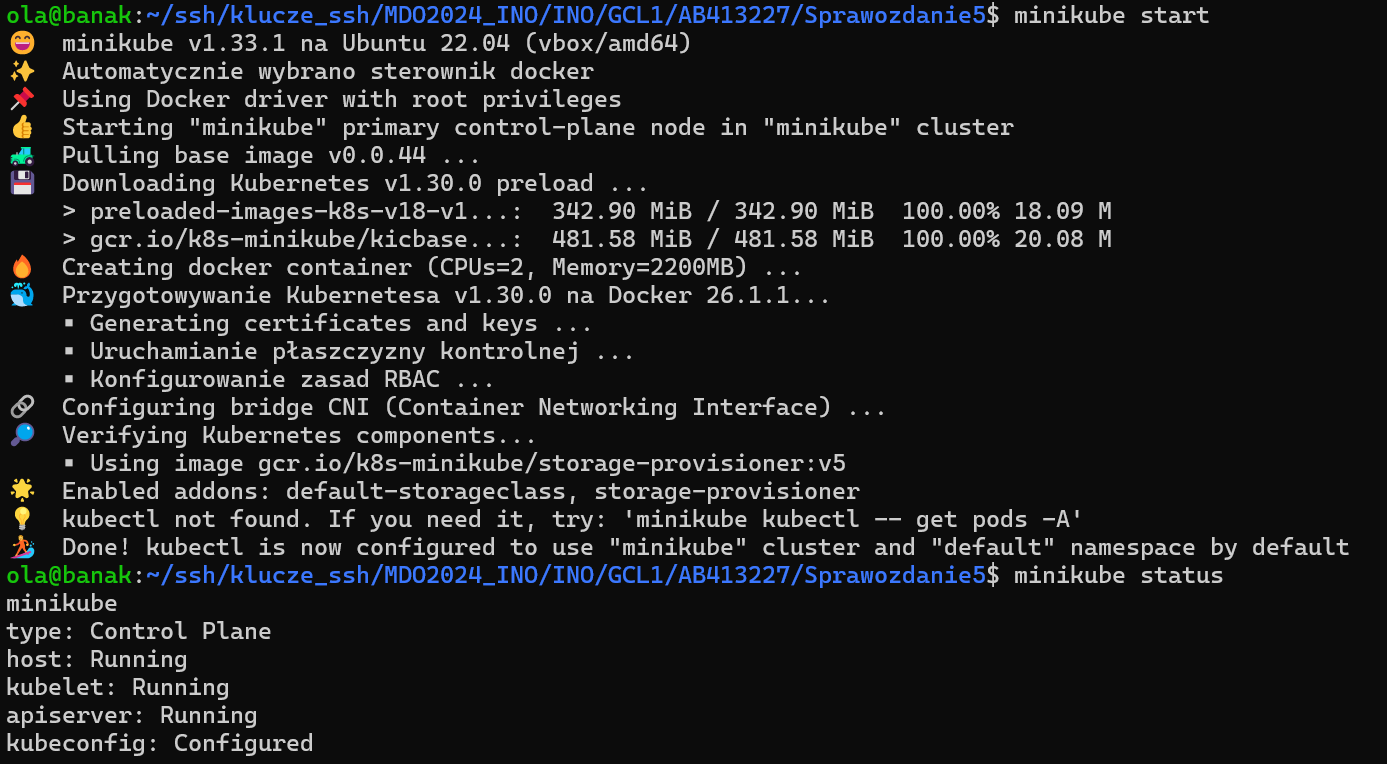 ola@banak:~/ssh/klucze_ssh/MDO2024_INO/INO/GCL1/AB413227/Sprawozdanie5$ minikube start
😄  minikube v1.33.1 na Ubuntu 22.04 (vbox/amd64)
✨  Automatycznie wybrano sterownik docker
📌  Using Docker driver with root privileges
👍  Starting "minikube" primary control-plane node in "minikube" cluster
🚜  Pulling base image v0.0.44 ...
💾  Downloading Kubernetes v1.30.0 preload ...
    > preloaded-images-k8s-v18-v1...:  342.90 MiB / 342.90 MiB  100.00% 18.09 M
    > gcr.io/k8s-minikube/kicbase...:  481.58 MiB / 481.58 MiB  100.00% 20.08 M
🔥  Creating docker container (CPUs=2, Memory=2200MB) ...
🐳  Przygotowywanie Kubernetesa v1.30.0 na Docker 26.1.1...
    ▪ Generating certificates and keys ...
    ▪ Uruchamianie płaszczyzny kontrolnej ...
    ▪ Konfigurowanie zasad RBAC ...
🔗  Configuring bridge CNI (Container Networking Interface) ...
🔎  Verifying Kubernetes components...
    ▪ Using image gcr.io/k8s-minikube/storage-provisioner:v5
🌟  Enabled addons: default-storageclass, storage-provisioner
💡  kubectl not found. If you need it, try: 'minikube kubectl -- get pods -A'
🏄  Done! kubectl is now configured to use "minikube" cluster and "default" namespace by default
ola@banak:~/ssh/klucze_ssh/MDO2024_INO/INO/GCL1/AB413227/Sprawozdanie5$ minikube status
minikube
type: Control Plane
host: Running
kubelet: Running
apiserver: Running
kubeconfig: Configured